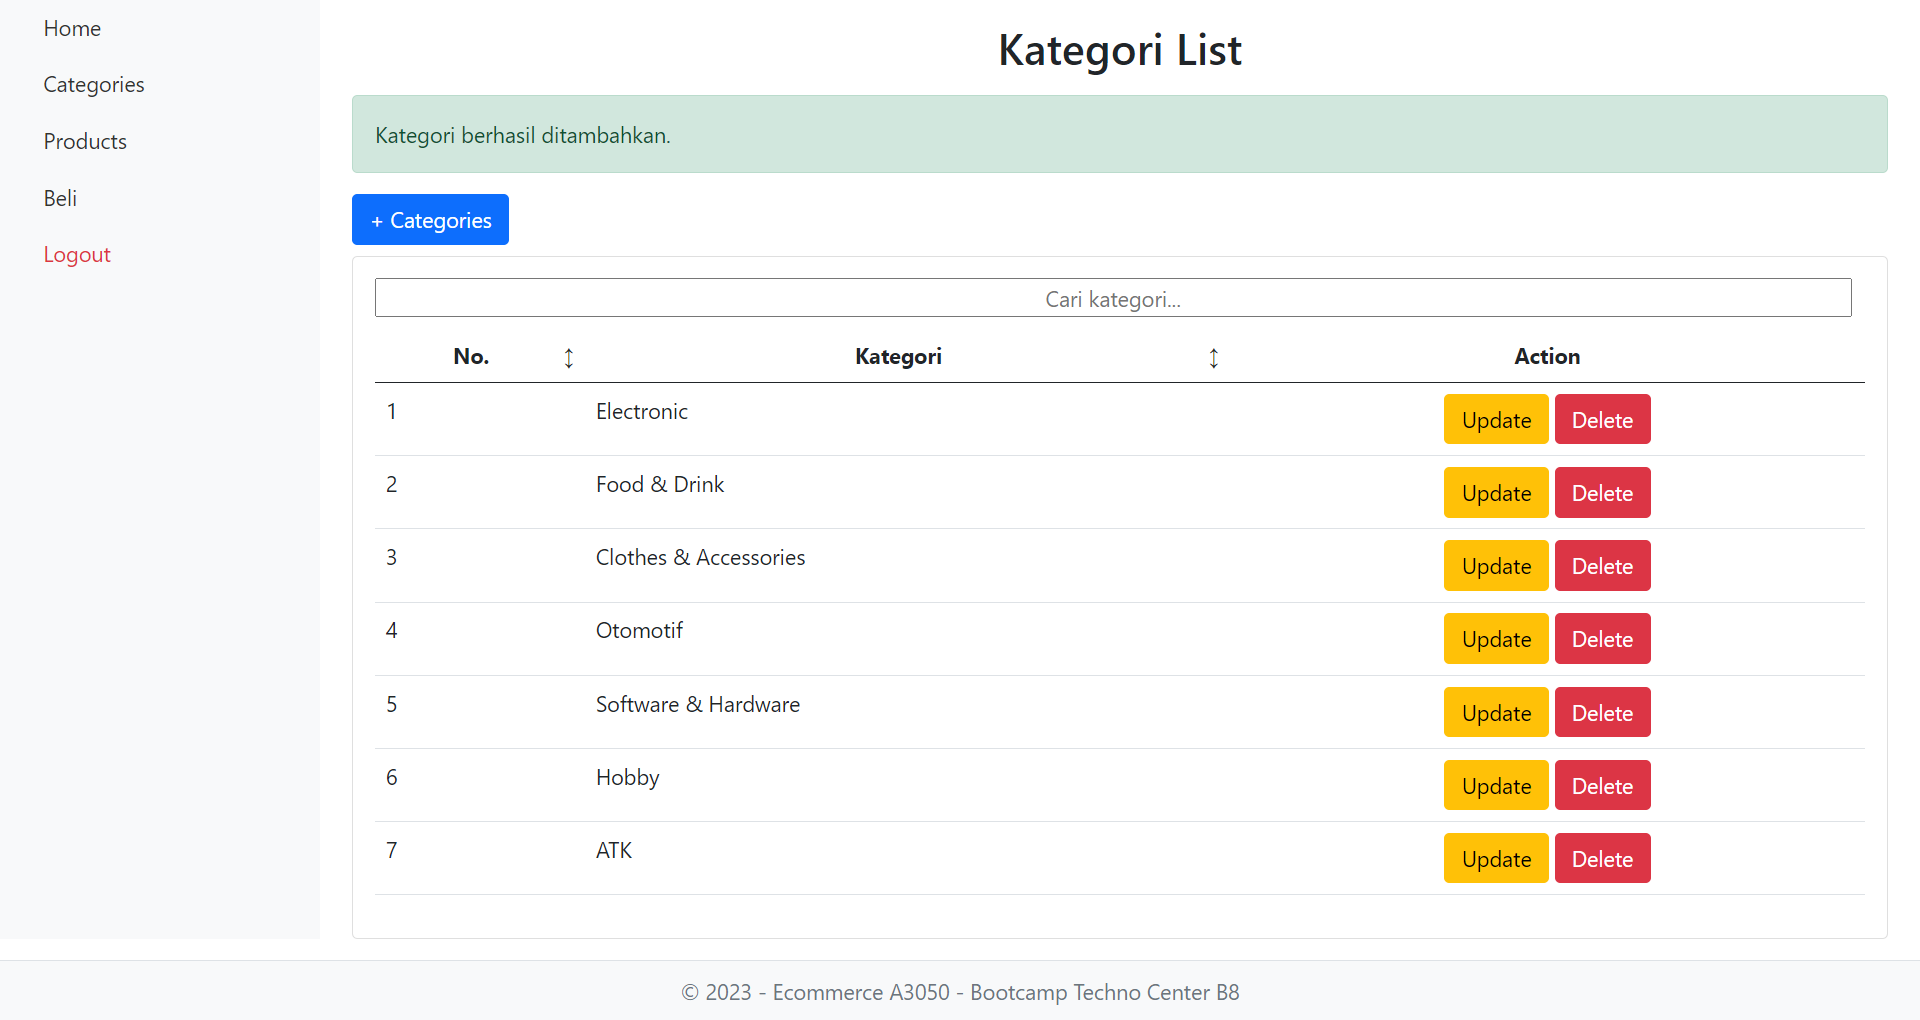 Home
Categories
Products
Beli
Logout
Kategori List
Kategori berhasil ditambahkan.
+ Categories
Cari kategori...
No. ↕ Kategori ↕ Action
1 Electronic Update Delete
2 Food & Drink Update Delete
3 Clothes & Accessories Update Delete
4 Otomotif Update Delete
5 Software & Hardware Update Delete
6 Hobby Update Delete
7 ATK Update Delete
© 2023 - Ecommerce A3050 - Bootcamp Techno Center B8